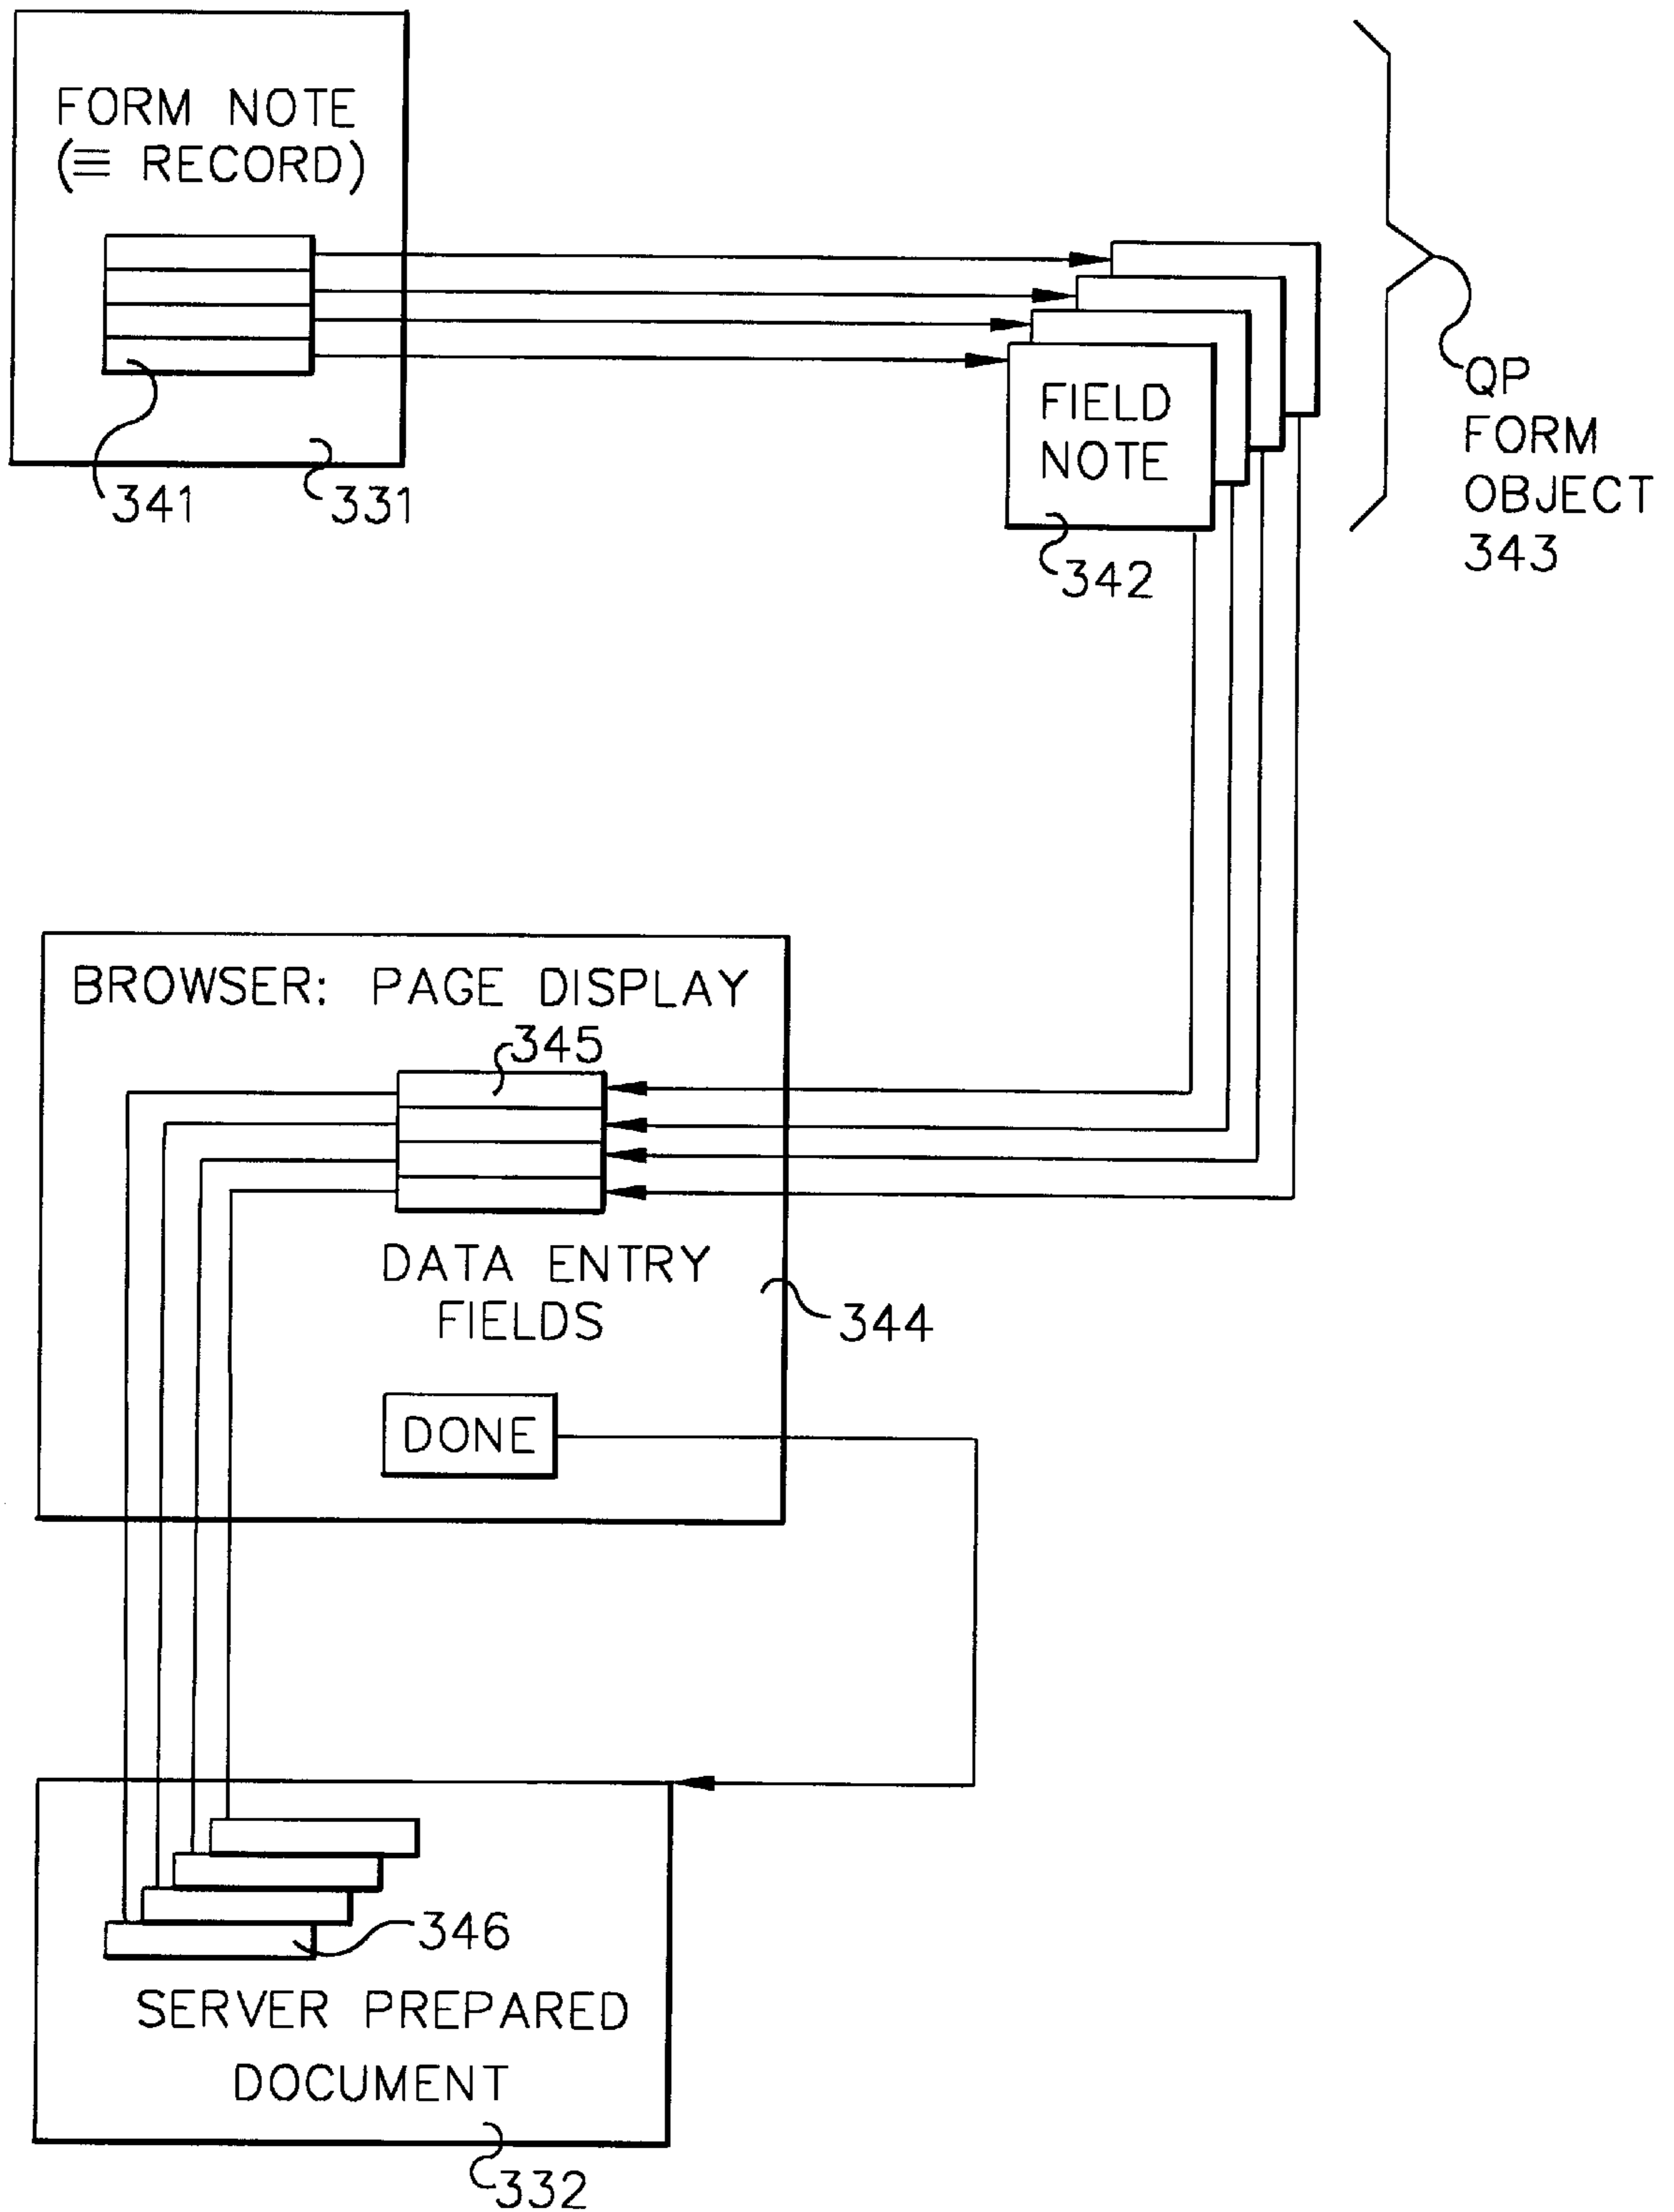 FORM NOTE
(≡ RECORD)
341
331
FIELD
NOTE
342
QP
FORM
OBJECT
343
BROWSER: PAGE DISPLAY
345
DATA ENTRY
FIELDS
344
DONE
346
SERVER PREPARED
DOCUMENT
332